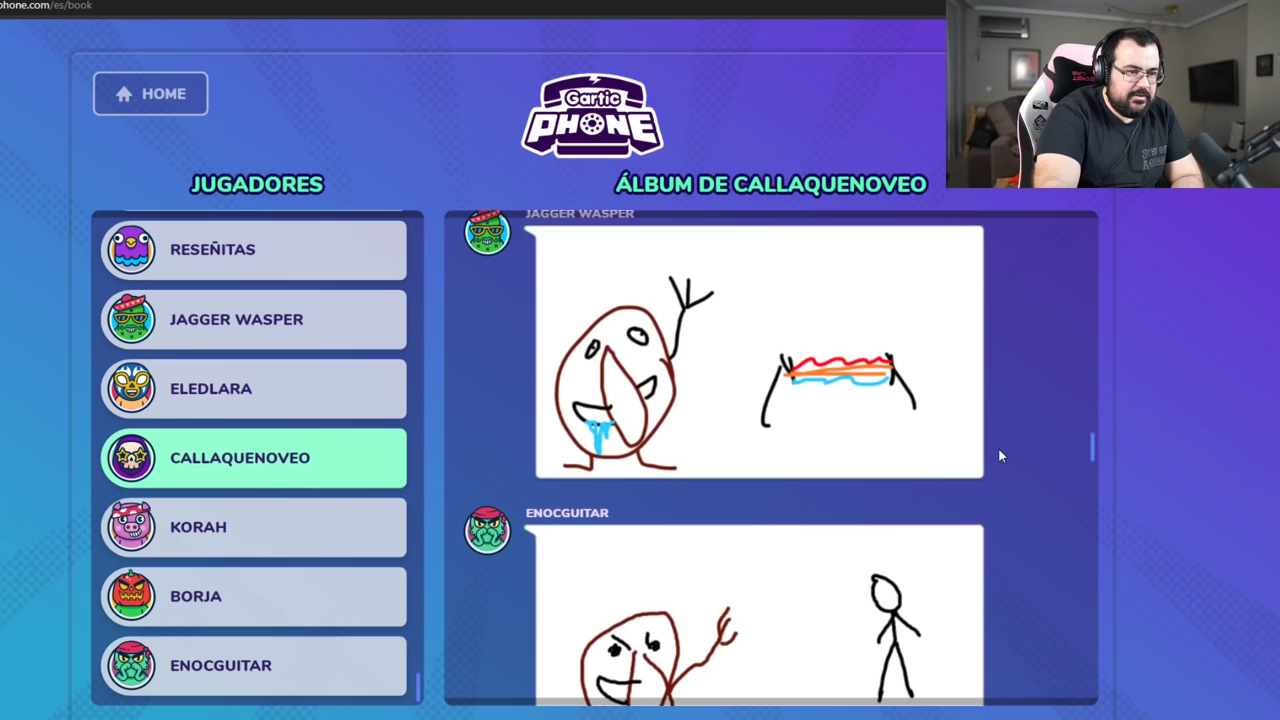 phone.com/es/book
HOME
Gartic
PHONE
JUGADORES
ÁLBUM DE CALLAQUENOVEO
RESEÑITAS
JAGGER WASPER
ELEDLARA
CALLAQUENOVEO
KORAH
BORJA
ENOCGUITAR
JAGGER WASPER
ENOCGUITAR